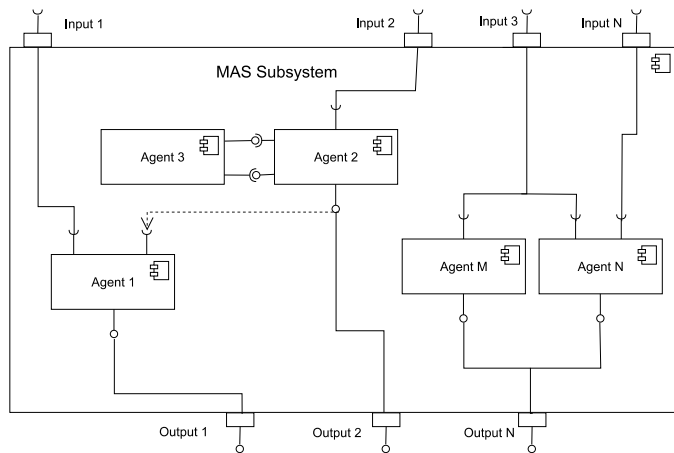 Input 1
Input 2
Input 3
Input N
MAS Subsystem
Agent 3
Agent 2
Agent 1
Agent M
Agent N
Output 1
Output 2
Output N